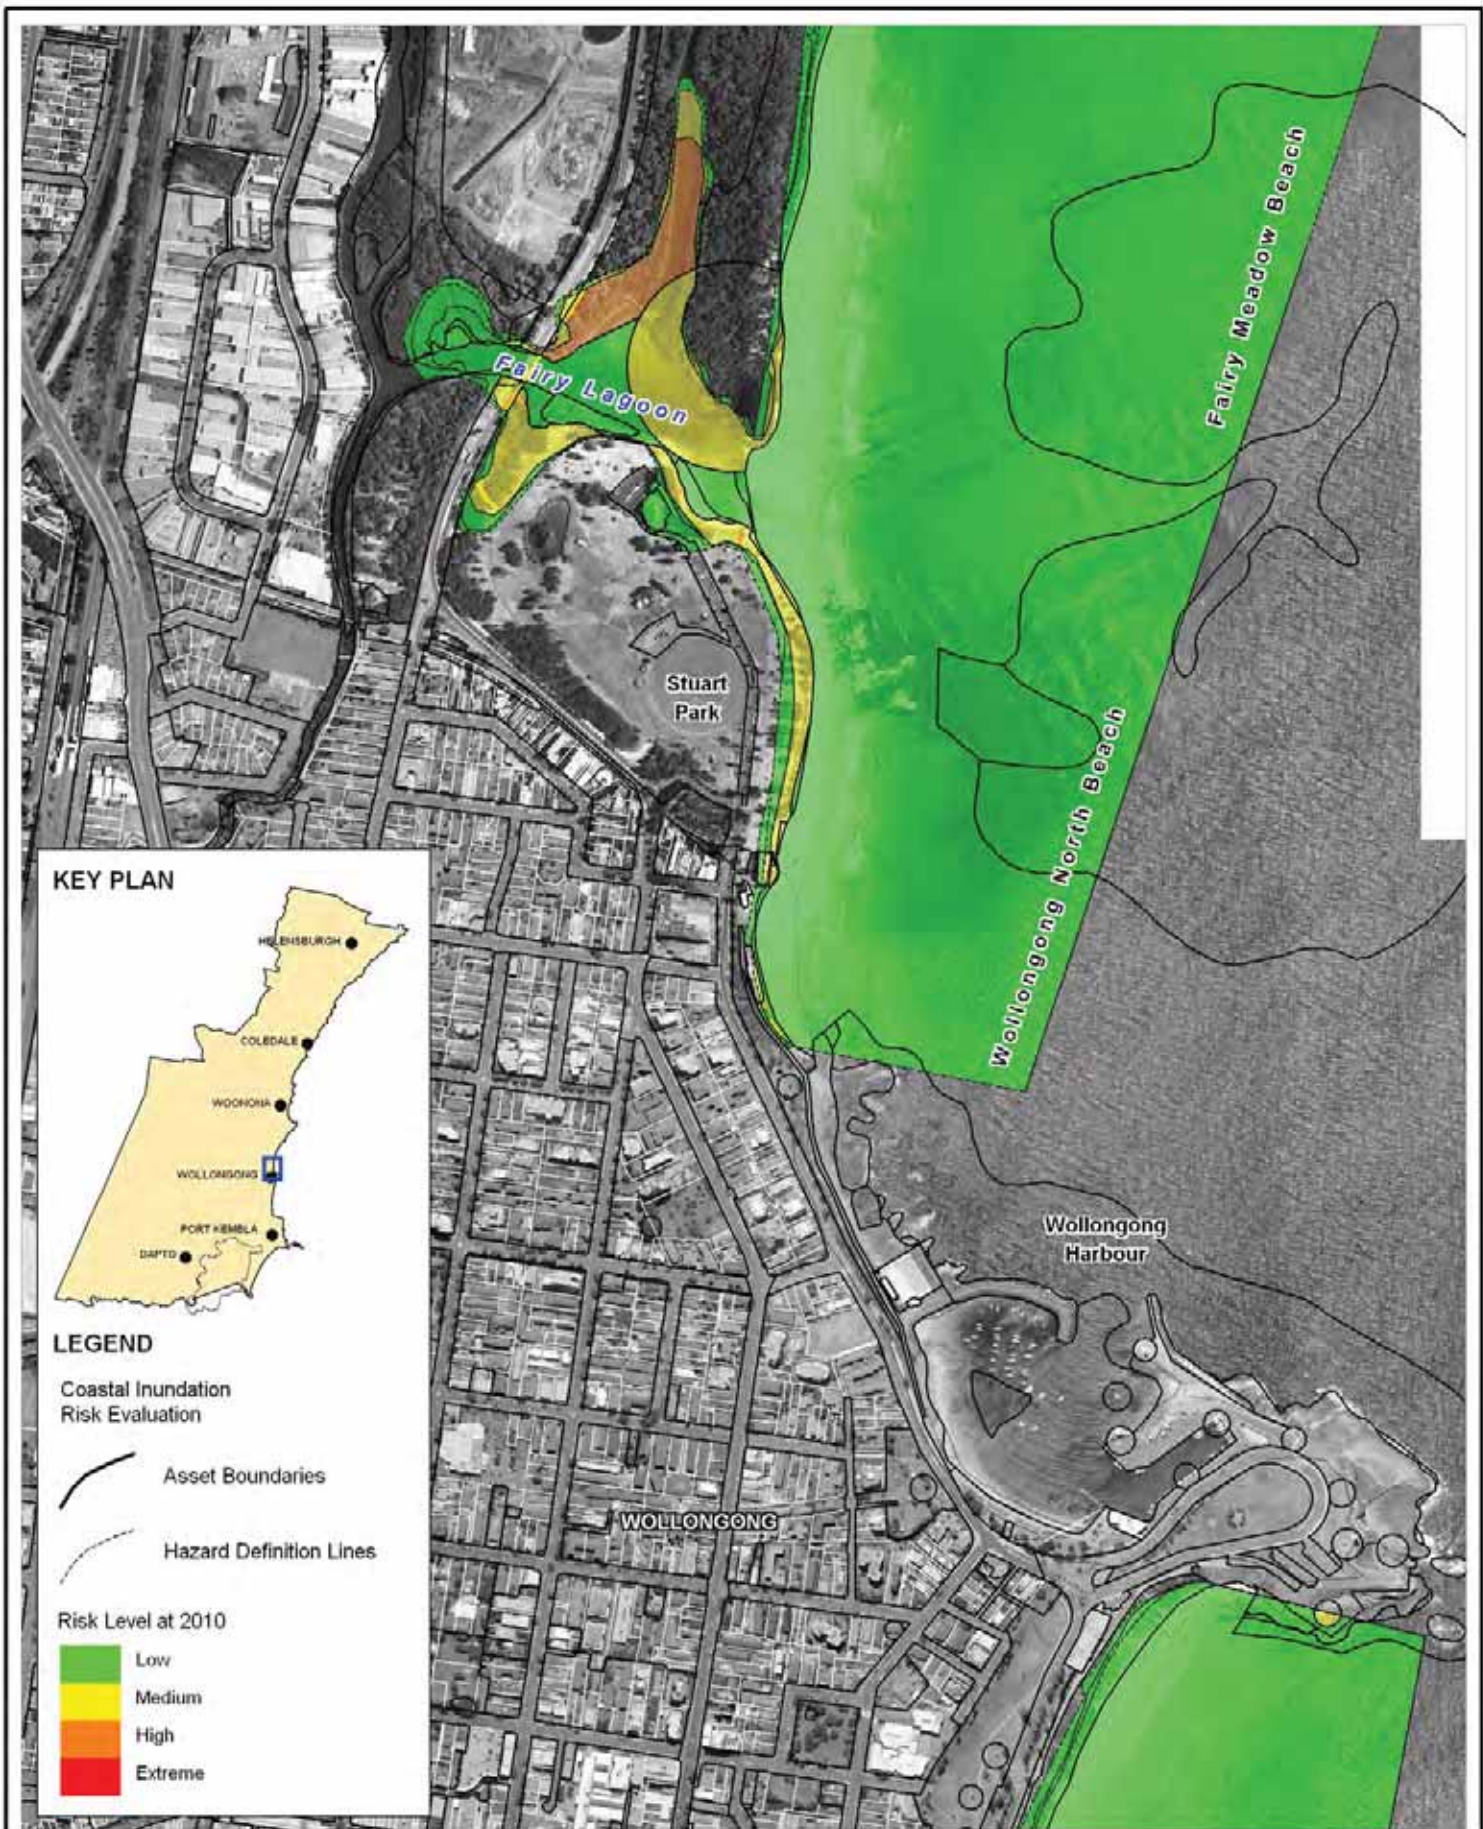 Fairy Meadow Beach
Fairy Lagoon
Stuart
Park
Wollongong North Beach
KEY PLAN
HELENSBURGH
COLEDALE
WOONONA
WOLLONGONG
PORT KEMBLA
DAPTO
Wollongong
Harbour
LEGEND
Coastal Inundation
Risk Evaluation
Asset Boundaries
Hazard Definition Lines
WOLLONGONG
Risk Level at 2010
Low
Medium
High
Extreme